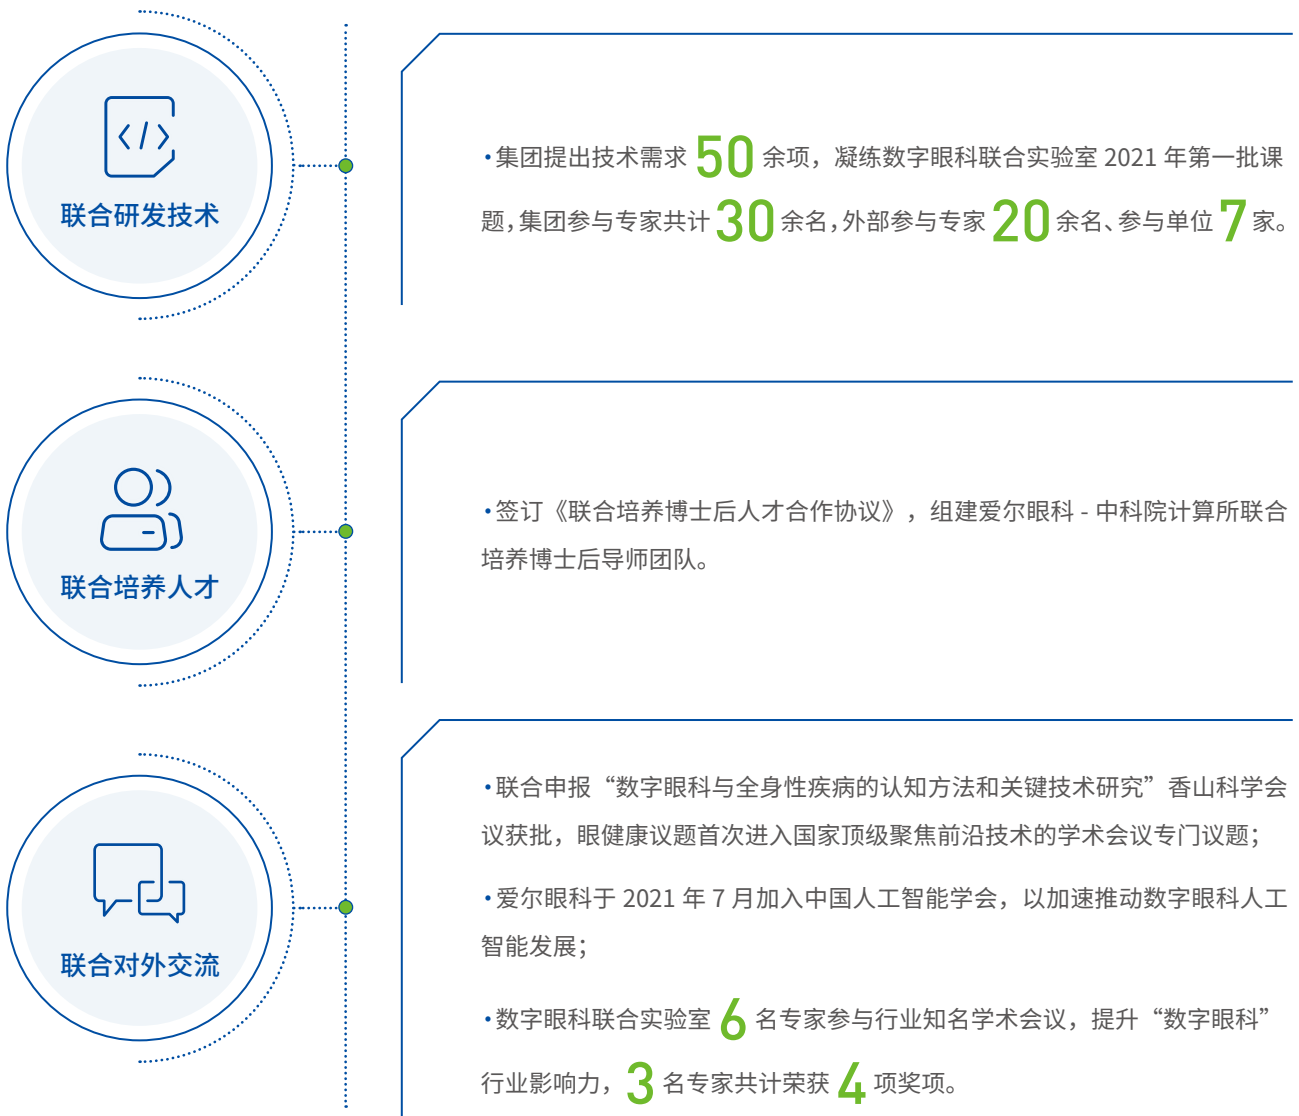 联合研发技术
·集团提出技术需求 50 余项，凝练数字眼科联合实验室 2021 年第一批课
题，集团参与专家共计 30 余名，外部参与专家 20 余名、参与单位 7 家。
联合培养人才
·签订《联合培养博士后人才合作协议》，组建爱尔眼科 - 中科院计算所联合
培养博士后导师团队。
联合对外交流
·联合申报“数字眼科与全身性疾病的认知方法和关键技术研究”香山科学会
议获批，眼健康议题首次进入国家顶级聚焦前沿技术的学术会议专门议题；
·爱尔眼科于 2021 年 7 月加入中国人工智能学会，以加速推动数字眼科人工
智能发展；
·数字眼科联合实验室 6 名专家参与行业知名学术会议，提升“数字眼科”
行业影响力，3 名专家共计荣获 4 项奖项。